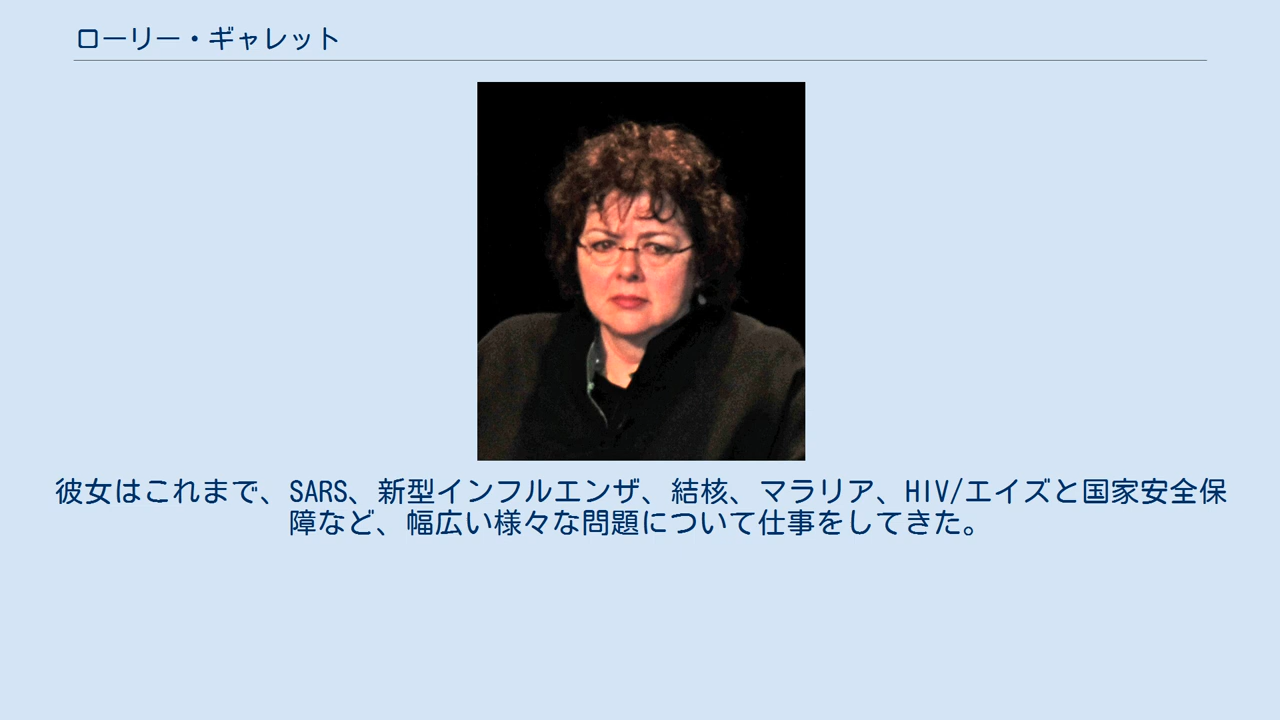 ローリー・ギャレット
彼女はこれまで、SARS、新型インフルエンザ、結核、マラリア、HIV/エイズと国家安全保
障など、幅広い様々な問題について仕事をしてきた。